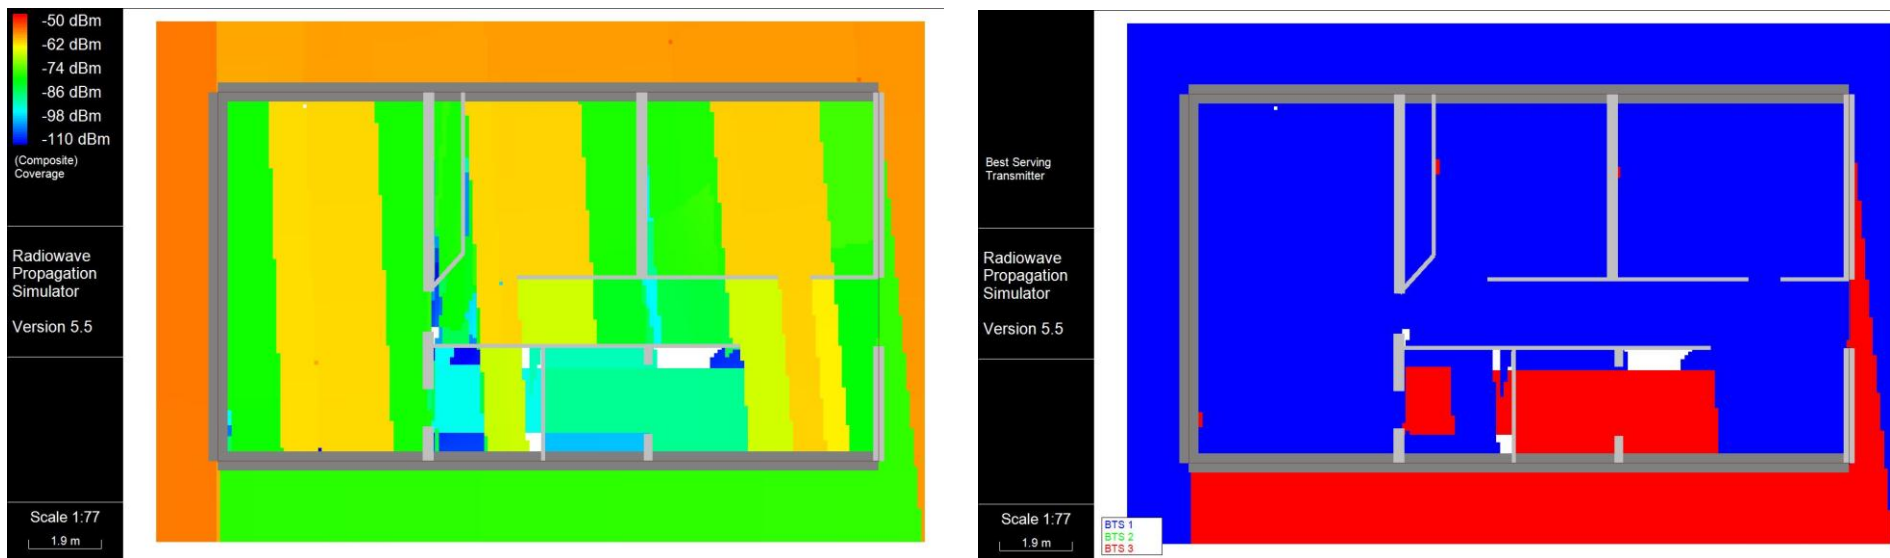 -50 dBm
-62 dBm
-74 dBm
-86 dBm
-98 dBm
-110 dBm
(Composite)
Coverage
Radiowave
Propagation
Simulator
Version 5.5
Scale 1:77
1.9 m
Best Serving
Transmitter
Radiowave
Propagation
Simulator
Version 5.5
Scale 1:77
1.9 m
BTS 1
BTS 2
BTS 3